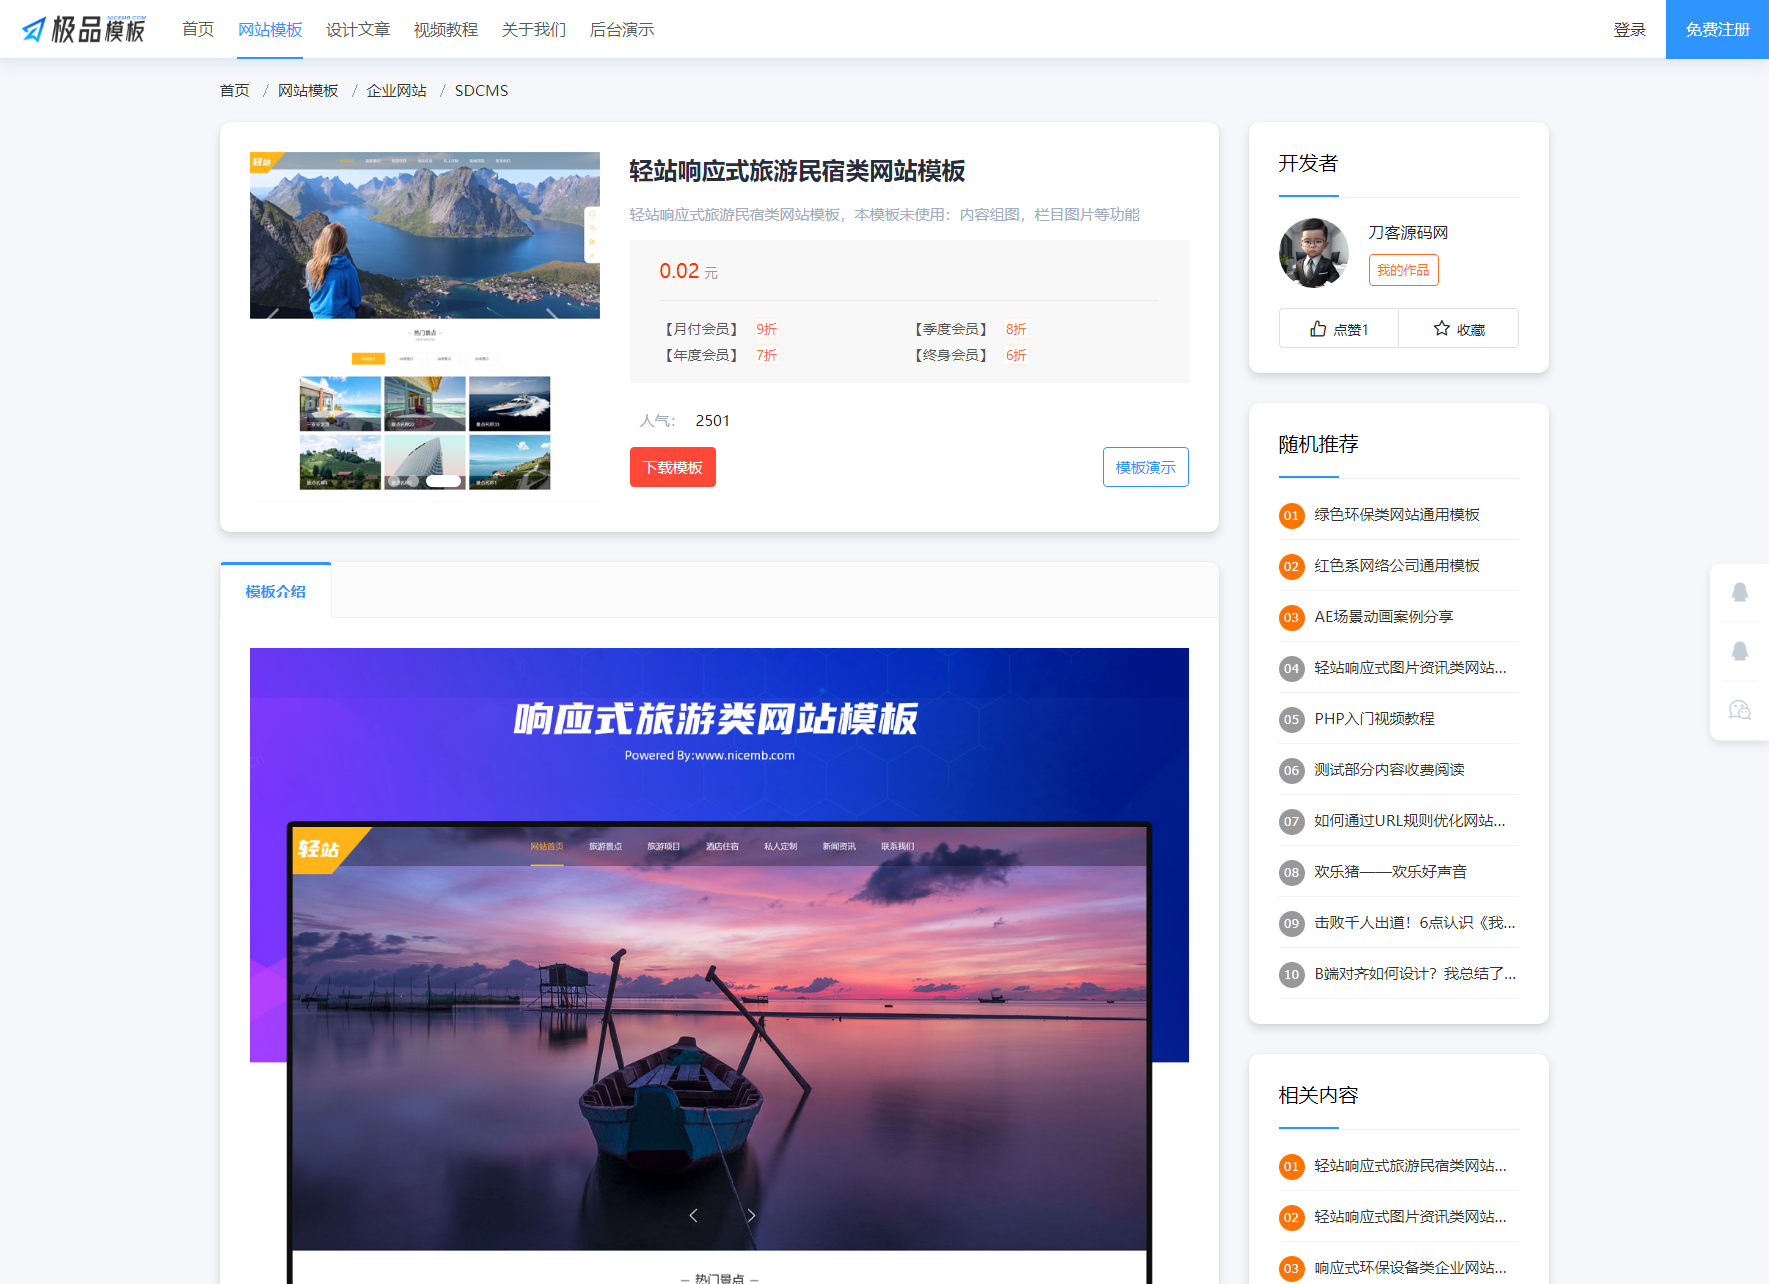 极品模板
NICEMB.COM
首页
网站模板
设计文章
视频教程
关于我们
后台演示
登录
免费注册
首页 / 网站模板 / 企业网站 / SDCMS
轻站
热门景点
轻站响应式旅游民宿类网站模板
轻站响应式旅游民宿类网站模板，本模板未使用：内容组图，栏目图片等功能
0.02 元
【月付会员】 9折
【季度会员】 8折
【年度会员】 7折
【终身会员】 6折
人气： 2501
下载模板
模板演示
模板介绍
响应式旅游类网站模板
Powered By:www.nicemb.com
轻站
网站首页
旅游景点
旅游项目
酒店住宿
私人定制
新闻资讯
联系我们
— 热门景点 —
开发者
刀客源码网
我的作品
点赞1
收藏
随机推荐
01 绿色环保类网站通用模板
02 红色系网络公司通用模板
03 AE场景动画案例分享
04 轻站响应式图片资讯类网站...
05 PHP入门视频教程
06 测试部分内容收费阅读
07 如何通过URL规则优化网站...
08 欢乐猪——欢乐好声音
09 击败千人出道！6点认识《我...
10 B端对齐如何设计？我总结了...
相关内容
01 轻站响应式旅游民宿类网站...
02 轻站响应式图片资讯类网站...
03 响应式环保设备类企业网站...